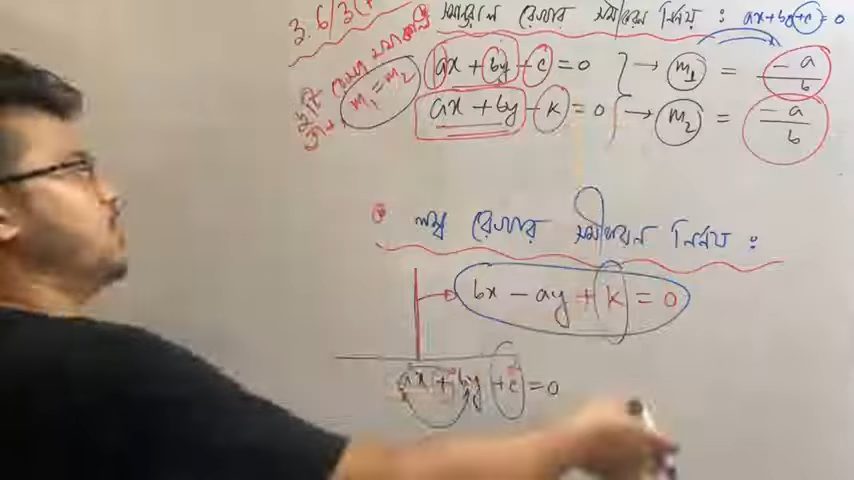 3.6/3
সমান্তরাল রেখার সমীকরণ নির্ণয় : ax+by+c=0
ax + by + c = 0 → m₁ = -a/b
m₁ = m₂
ax + by - k = 0 → m₂ = -a/b
লম্ব রেখার সমীকরণ নির্ণয় :
bx - ay + k = 0
ax + by + c = 0